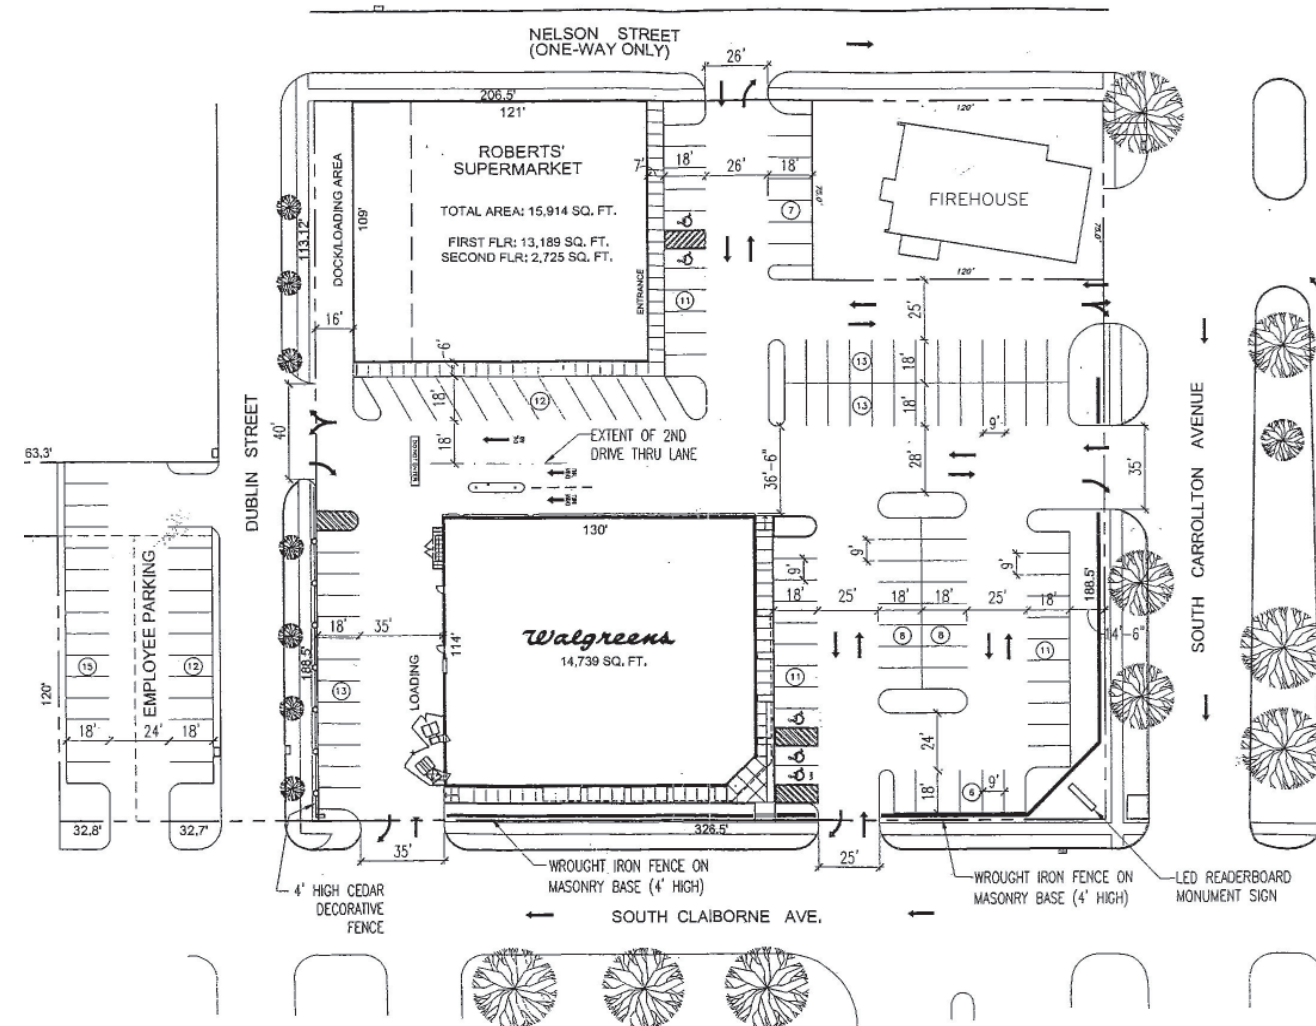 NELSON STREET
(ONE-WAY ONLY)
26'
206.5'
121'
120'
ROBERTS'
SUPERMARKET
TOTAL AREA: 15,914 SQ. FT.
FIRST FLR: 13,189 SQ. FT.
SECOND FLR: 2,725 SQ. FT.
DOCK/LOADING AREA
109'
113.12'
16'
ENTRANCE
7'
18'
26'
18'
7
11
75.0'
FIREHOUSE
75.0'
120'
25'
13
18'
13
18'
9'
28'
36'-6"
35'
6'
18'
12
18'
EXTENT OF 2ND
DRIVE THRU LANE
40'
DUBLIN STREET
63.3'
EMPLOYEE PARKING
15
12
120'
18'
24'
18'
32.8'
32.7'
188.5'
18'
35'
13
LOADING
114'
130'
Walgreens
14,739 SQ. FT.
9'
18'
25'
18'
18'
25'
18'
9'
9'
11
8
8
11
188.5'
14'-6"
24'
18'
6
9'
SOUTH CARROLLTON AVENUE
326.5'
35'
25'
4' HIGH CEDAR
DECORATIVE
FENCE
WROUGHT IRON FENCE ON
MASONRY BASE (4' HIGH)
WROUGHT IRON FENCE ON
MASONRY BASE (4' HIGH)
LED READERBOARD
MONUMENT SIGN
SOUTH CLAIBORNE AVE.